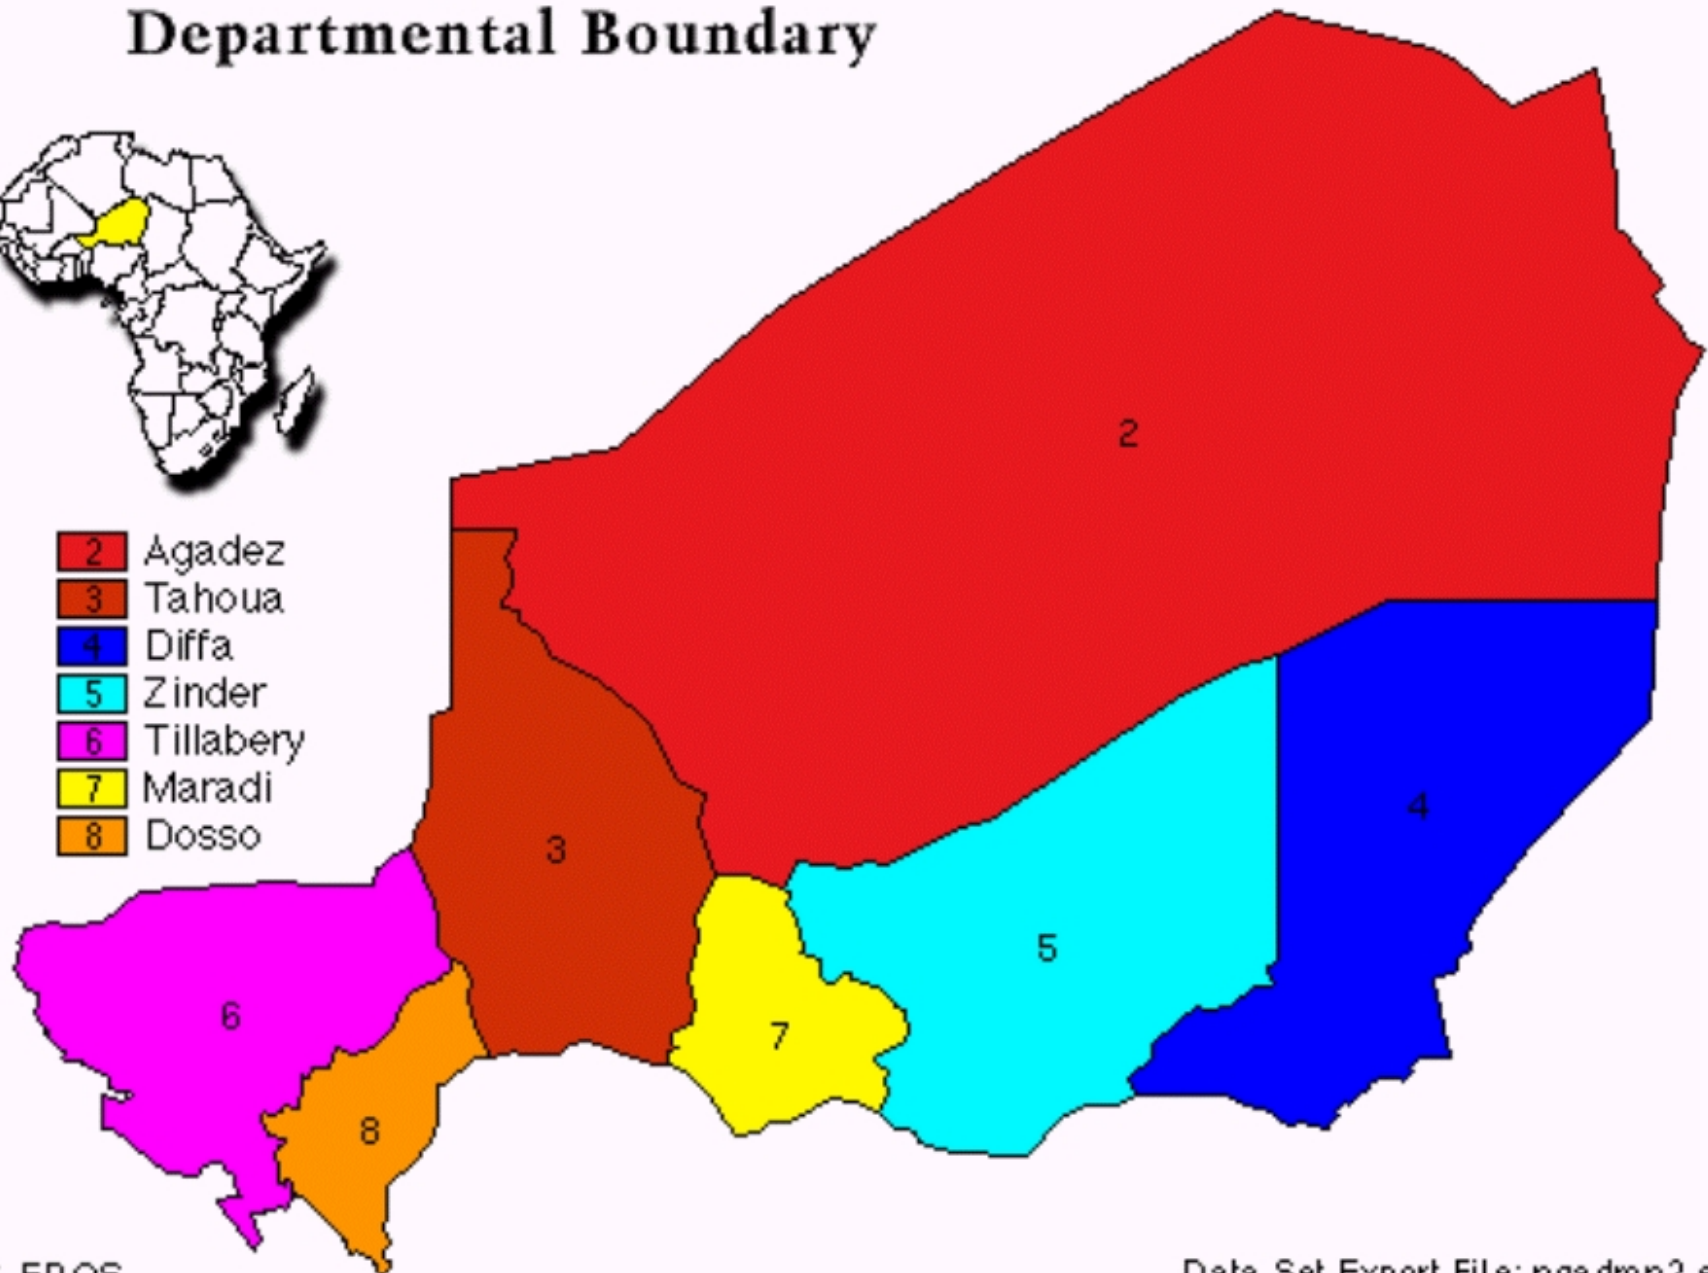 Departmental Boundary
2 Agadez
3 Tahoua
4 Diffa
5 Zinder
6 Tillabery
7 Maradi
8 Dosso
2
3
4
5
6
7
8
EROS
Data Set Export File: